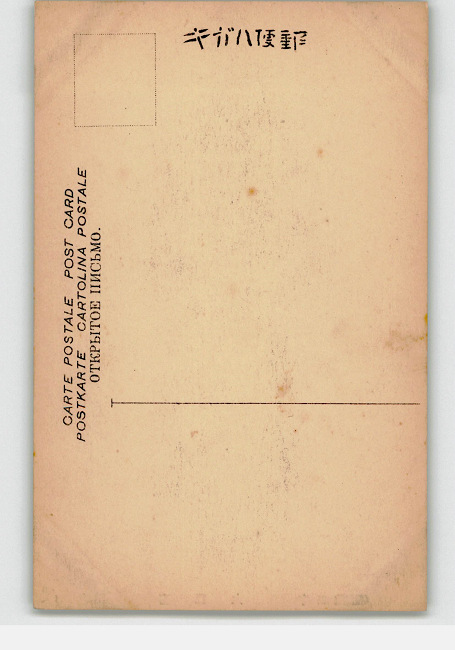 キガハ便郵
CARTE POSTALE POST CARD
POSTKARTE CARTOLINA POSTALE
ОТКРЫТОЕ ПИСЬМО.